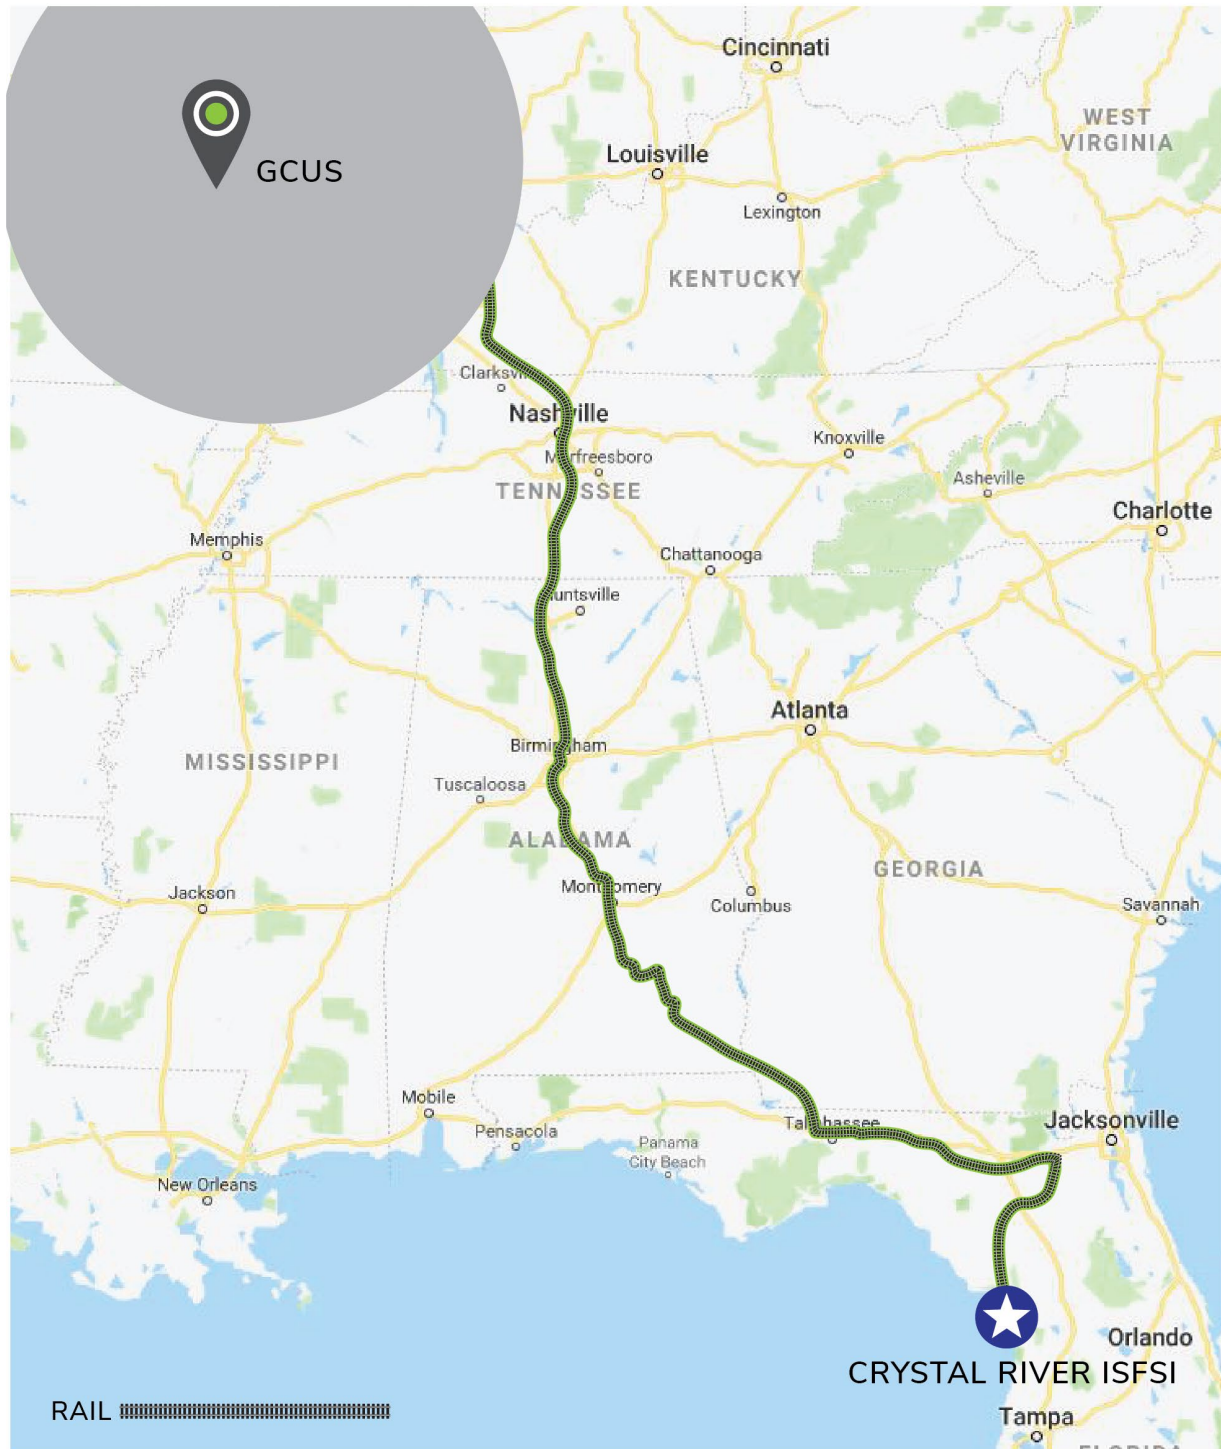 Cincinnati
WEST
VIRGINIA
Louisville
GCUS
Lexington
KENTUCKY
Nashville
Knoxville
Asheville
TENNESSEE
Charlotte
Memphis
Chattanooga
Atlanta
Birmingham
MISSISSIPPI
Tuscaloosa
ALABAMA
GEORGIA
Montgomery
Jackson
Columbus
Savannah
Mobile
Tallahassee
Jacksonville
Pensacola
Panama
City Beach
New Orleans
Orlando
CRYSTAL RIVER ISFSI
RAIL
Tampa